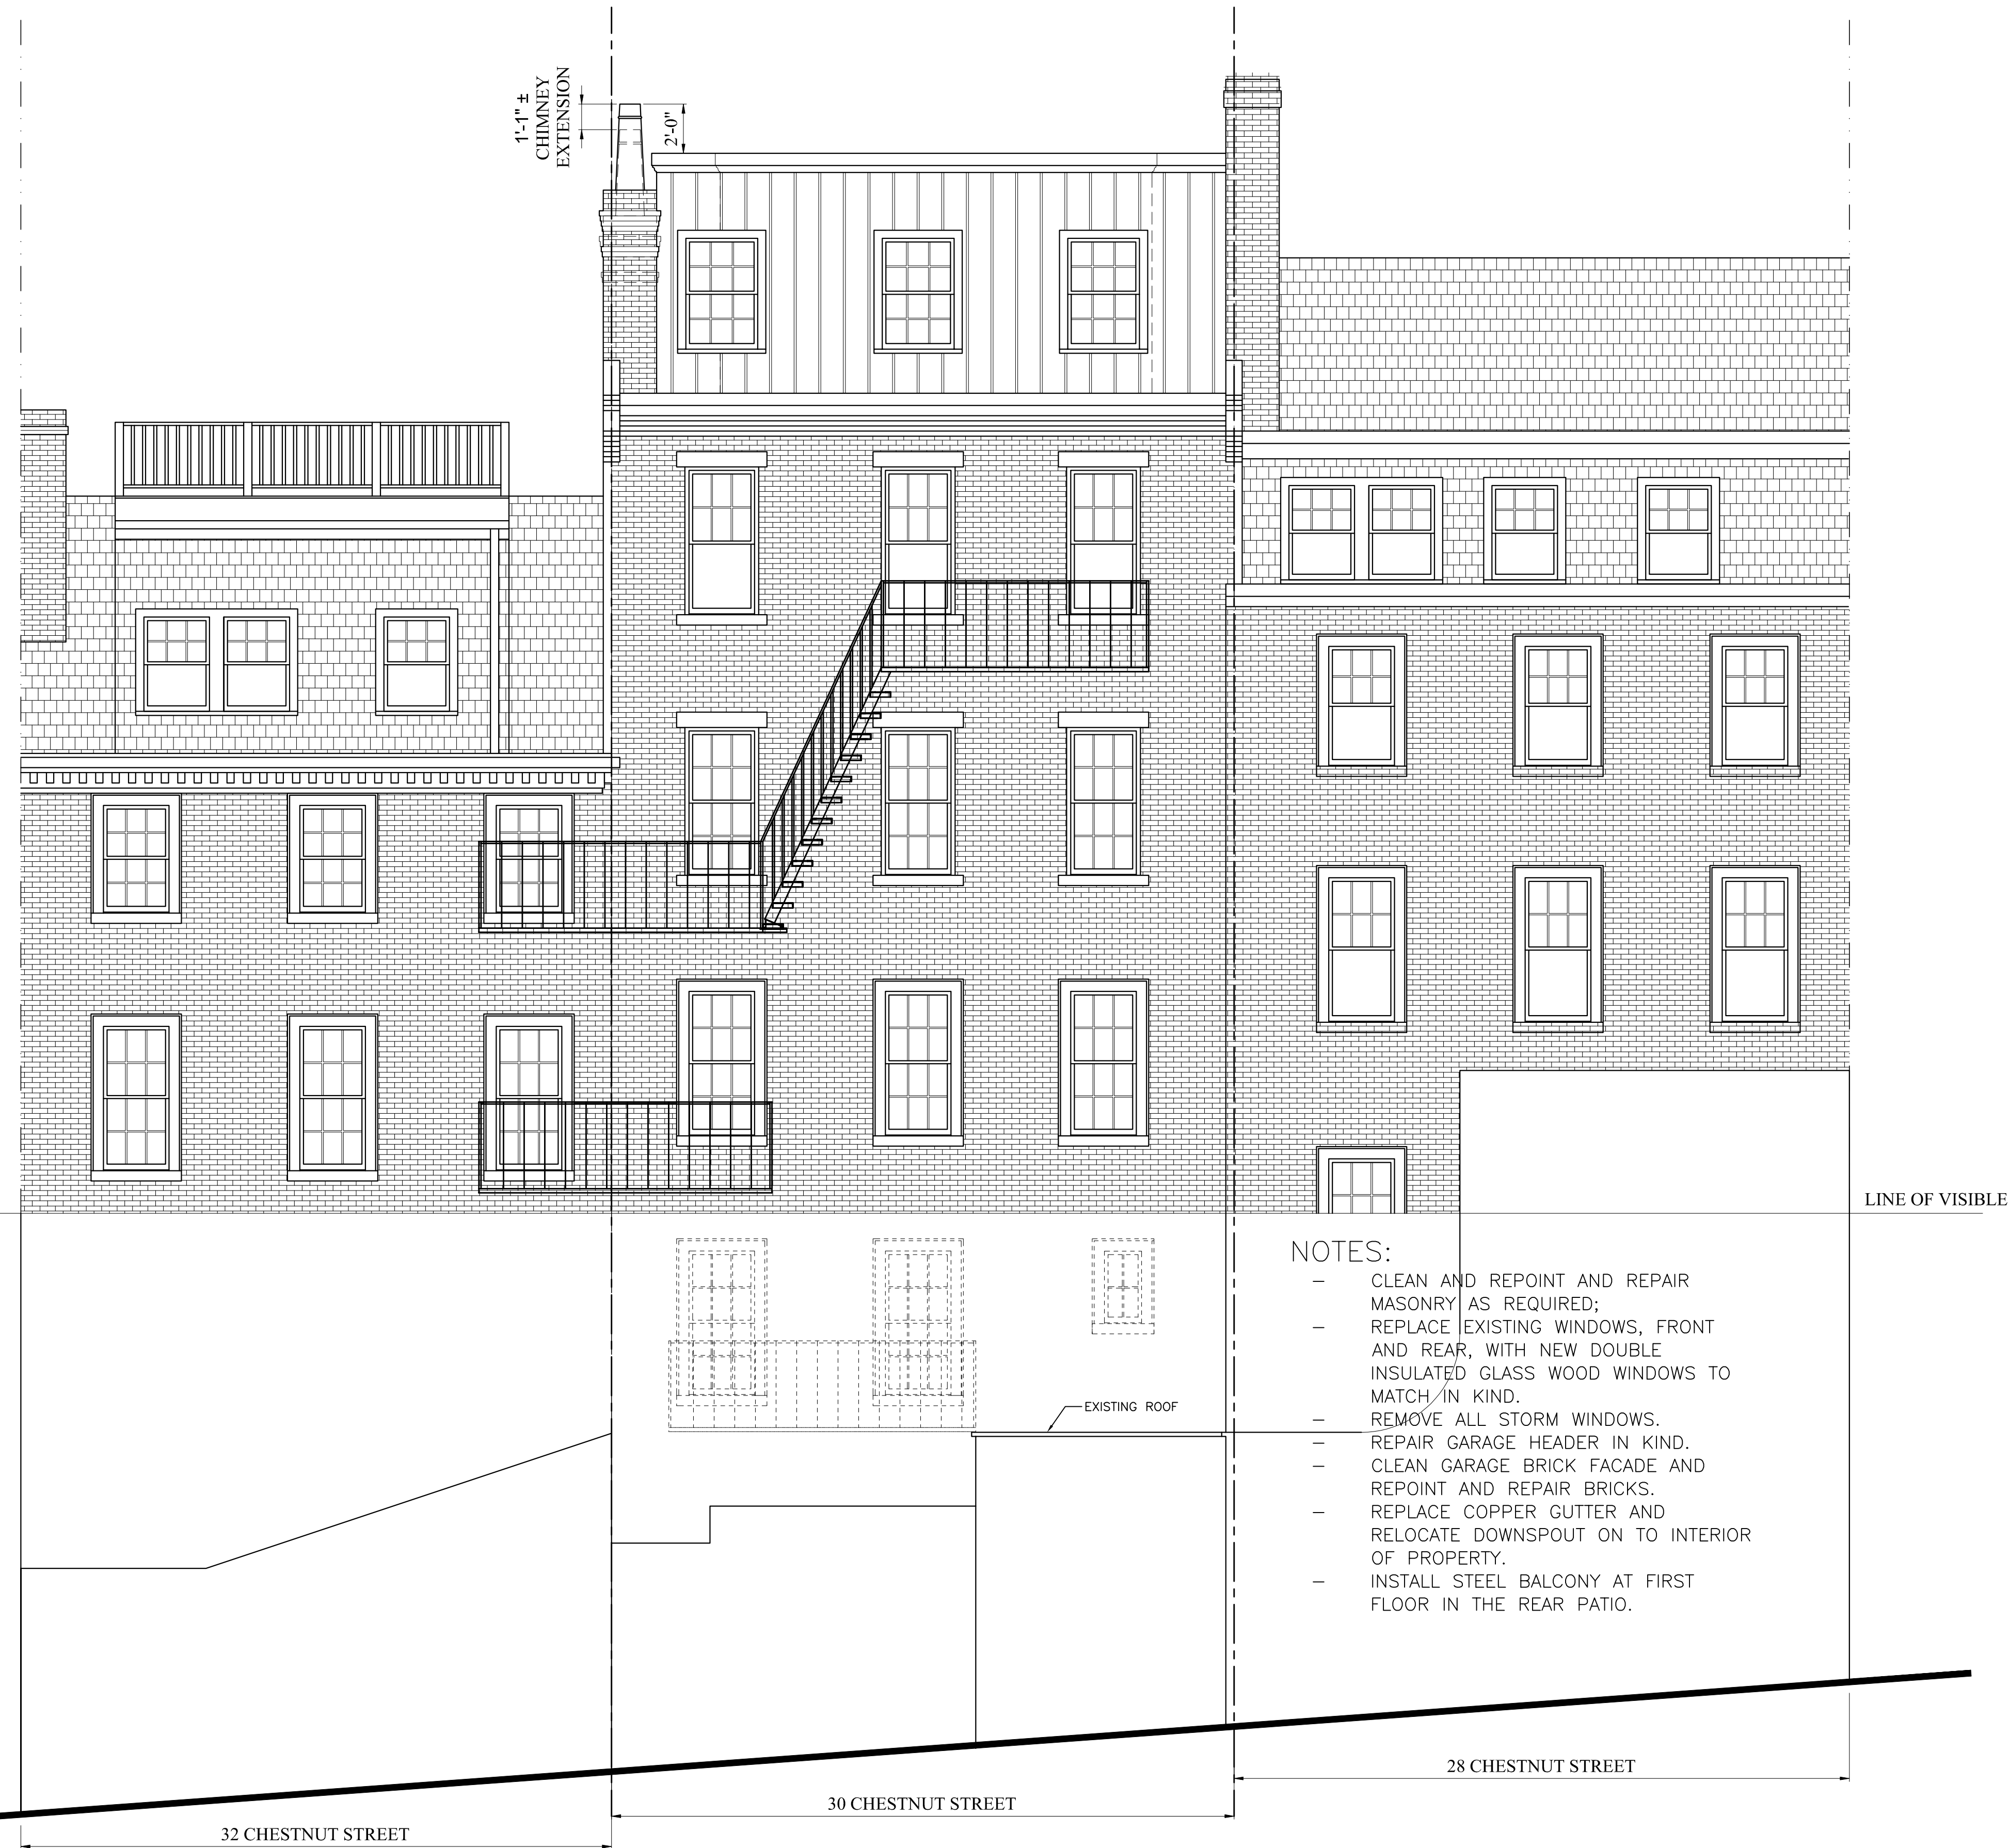 1'-1" ±
CHIMNEY
EXTENSION
2'-0"
LINE OF VISIBLE
NOTES:
– CLEAN AND REPOINT AND REPAIR
MASONRY AS REQUIRED;
– REPLACE EXISTING WINDOWS, FRONT
AND REAR, WITH NEW DOUBLE
INSULATED GLASS WOOD WINDOWS TO
MATCH IN KIND.
– REMOVE ALL STORM WINDOWS.
– REPAIR GARAGE HEADER IN KIND.
– CLEAN GARAGE BRICK FACADE AND
REPOINT AND REPAIR BRICKS.
– REPLACE COPPER GUTTER AND
RELOCATE DOWNSPOUT ON TO INTERIOR
OF PROPERTY.
– INSTALL STEEL BALCONY AT FIRST
FLOOR IN THE REAR PATIO.
EXISTING ROOF
28 CHESTNUT STREET
30 CHESTNUT STREET
32 CHESTNUT STREET